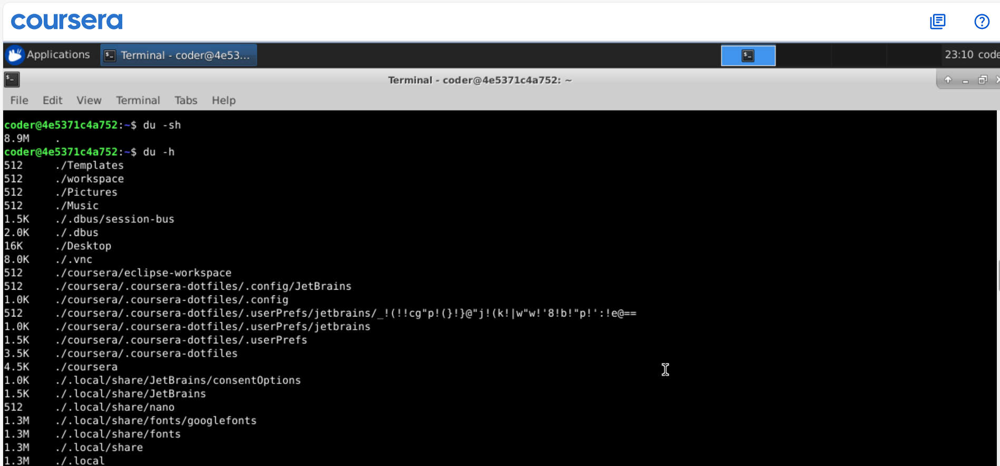 coursera
Applications
Terminal - coder@4e53...
23:10 code
Terminal - coder@4e5371c4a752: ~
File Edit View Terminal Tabs Help
coder@4e5371c4a752:~$ du -sh
8.9M    .
coder@4e5371c4a752:~$ du -h
512     ./Templates
512     ./workspace
512     ./Pictures
512     ./Music
1.5K    ./.dbus/session-bus
2.0K    ./.dbus
16K     ./Desktop
8.0K    ./.vnc
512     ./coursera/eclipse-workspace
512     ./coursera/.coursera-dotfiles/.config/JetBrains
1.0K    ./coursera/.coursera-dotfiles/.config
512     ./coursera/.coursera-dotfiles/.userPrefs/jetbrains/_!(!!cg"p!(}!}@"j!(k!|w"w!'8!b!"p!':!e@==
1.0K    ./coursera/.coursera-dotfiles/.userPrefs/jetbrains
1.5K    ./coursera/.coursera-dotfiles/.userPrefs
3.5K    ./coursera/.coursera-dotfiles
4.5K    ./coursera
1.0K    ./.local/share/JetBrains/consentOptions
1.5K    ./.local/share/JetBrains
512     ./.local/share/nano
1.3M    ./.local/share/fonts/googlefonts
1.3M    ./.local/share/fonts
1.3M    ./.local/share
1.3M    ./.local